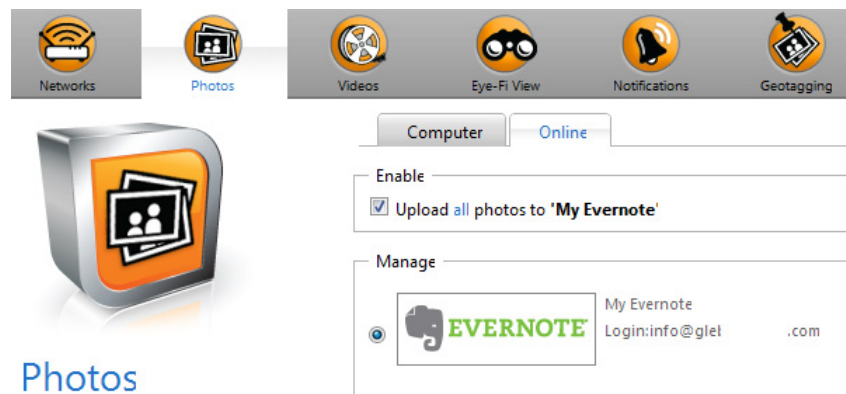 Networks
Photos
Videos
Eye-Fi View
Notifications
Geotagging
Computer
Online
Enable
Upload all photos to 'My Evernote'
Manage
EVERNOTE
My Evernote
Login:info@gle .com
Photos